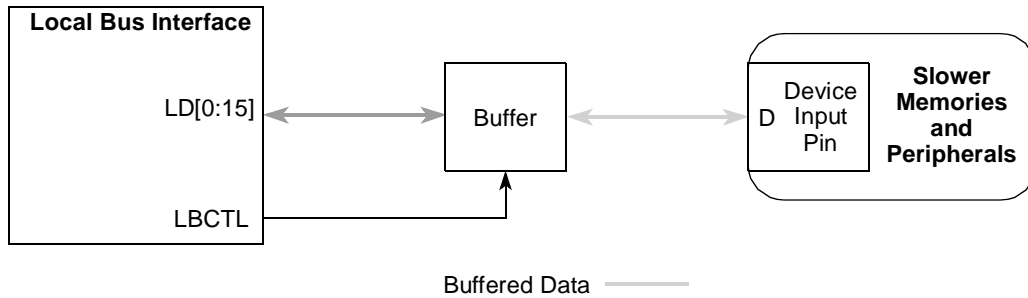 Local Bus Interface
LD[0:15]
LBCTL
Buffer
D
Device
Input
Pin
Slower
Memories
and
Peripherals
Buffered Data